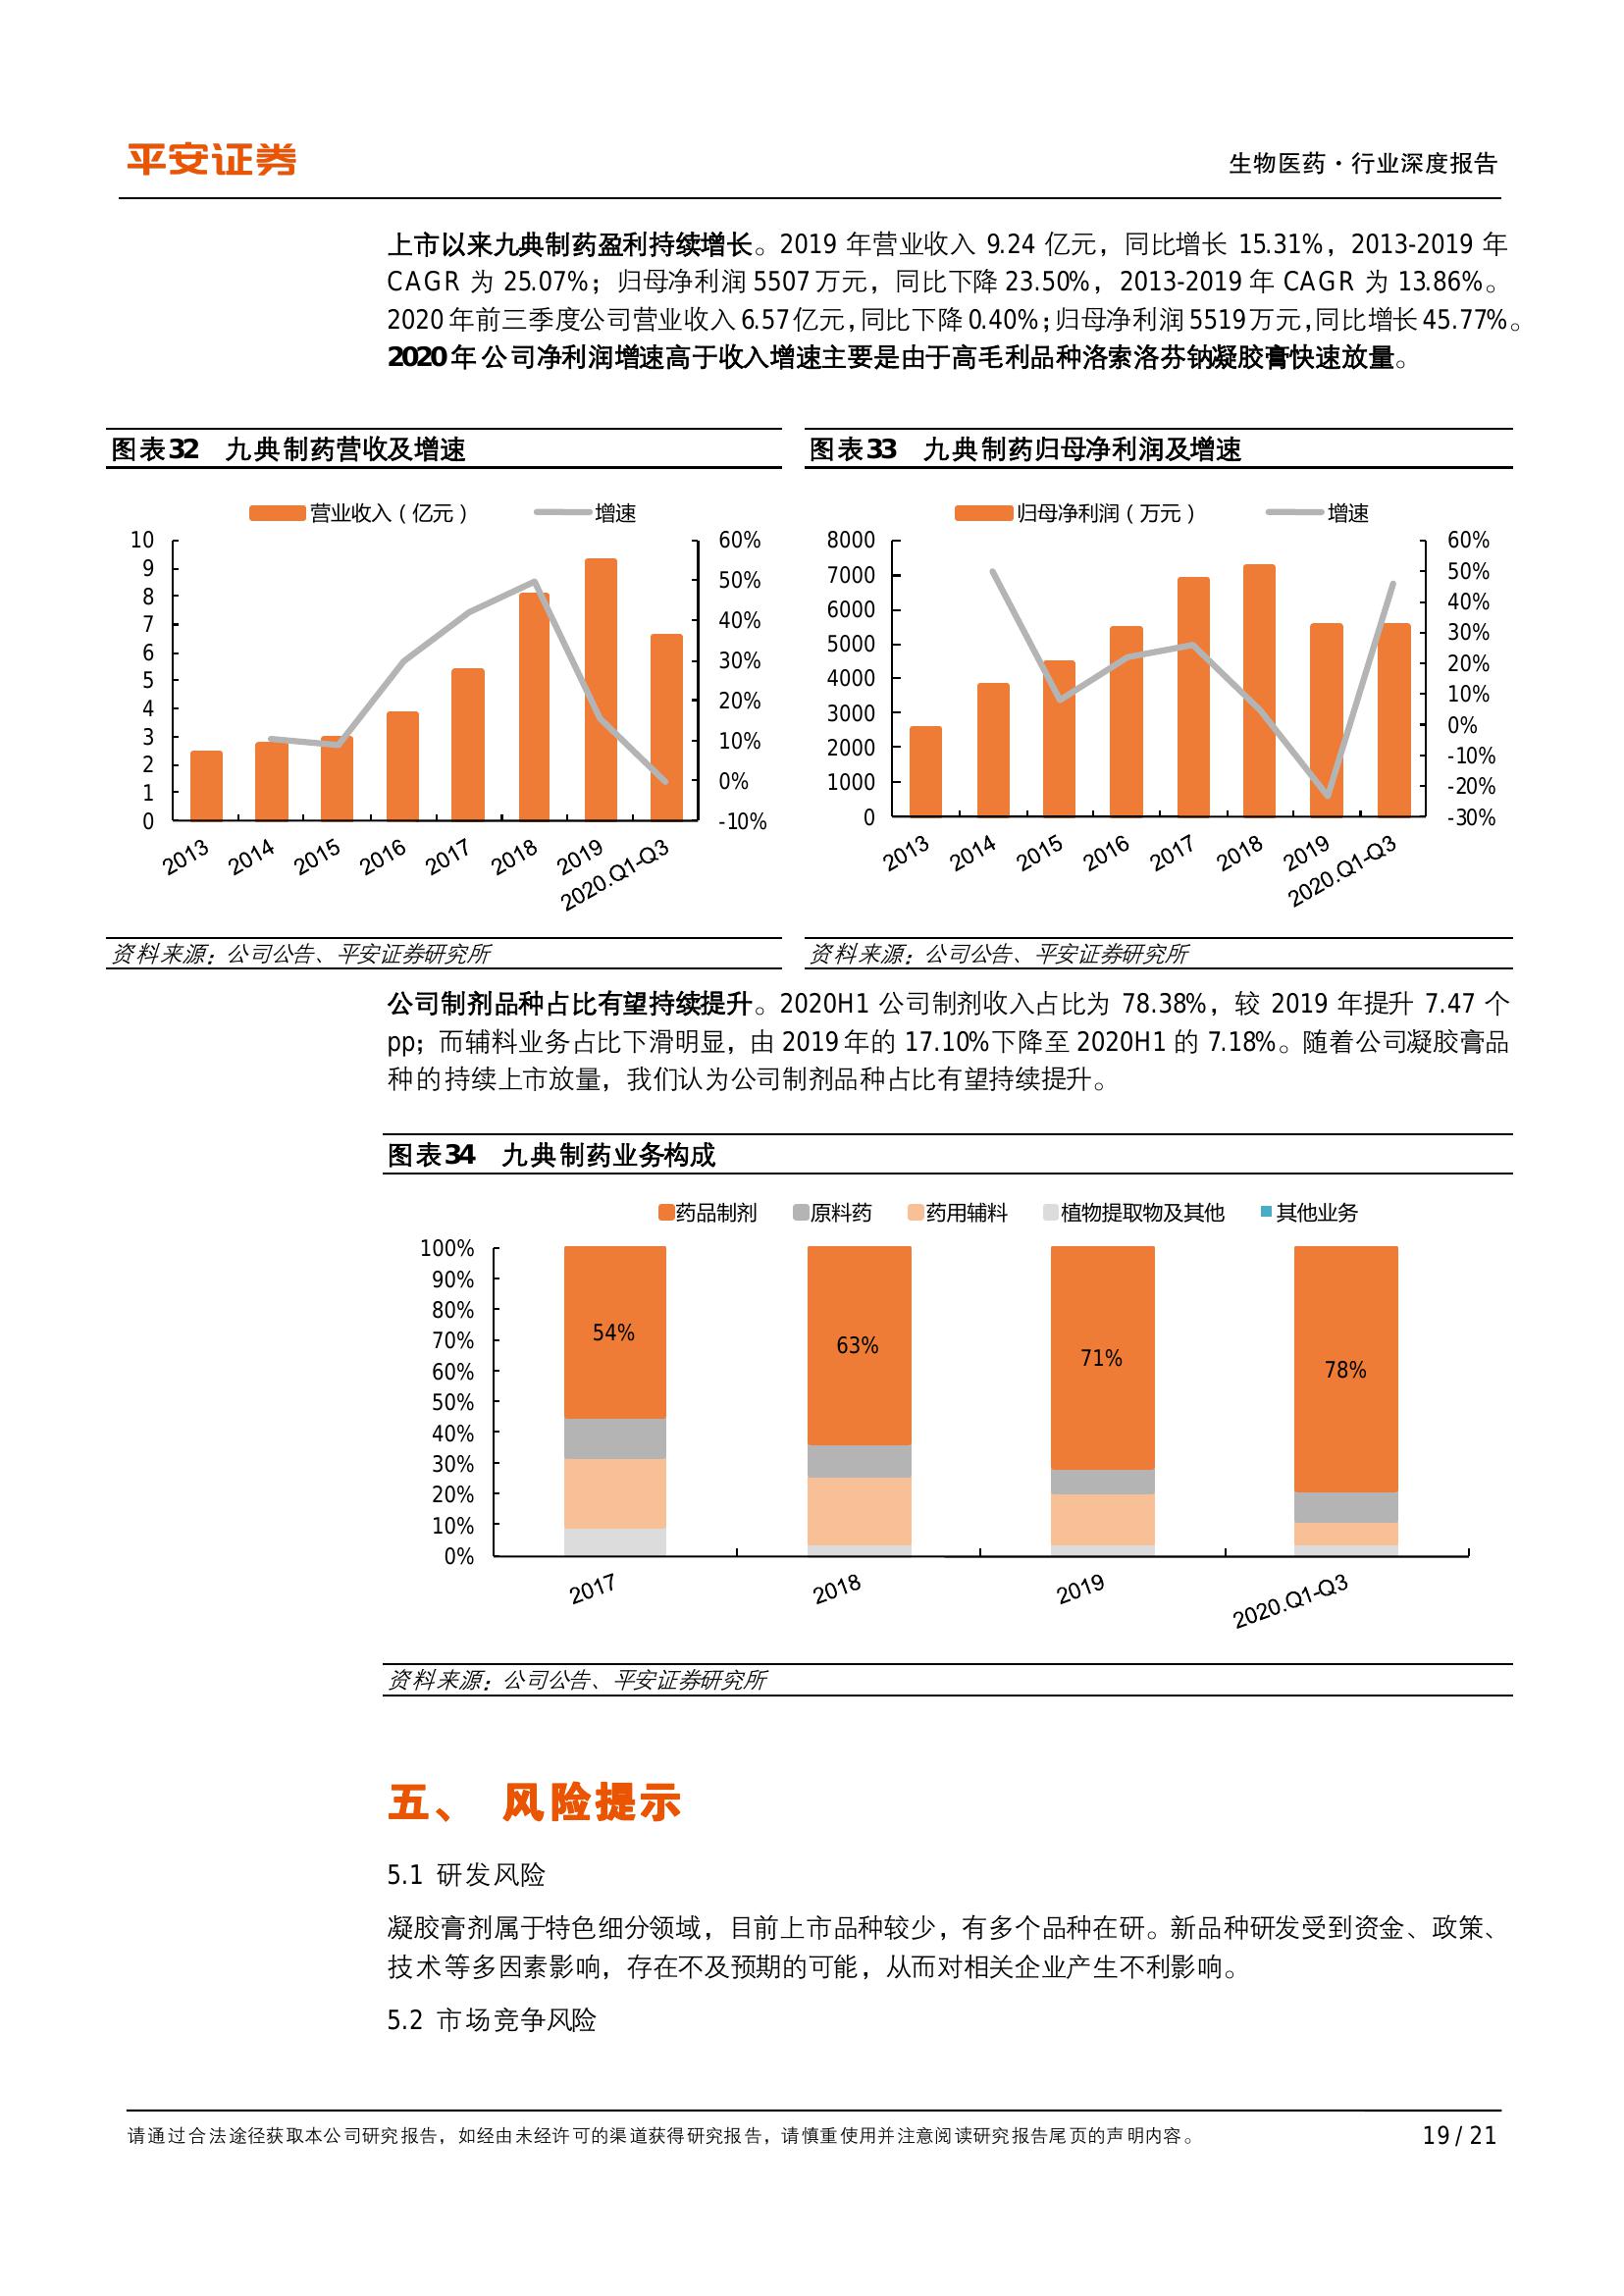 平安证券
生物医药·行业深度报告
上市以来九典制药盈利持续增长。2019 年营业收入 9.24 亿元，同比增长 15.31%，2013-2019 年
CAGR 为 25.07%；归母净利润 5507 万元，同比下降 23.50%，2013-2019 年 CAGR 为 13.86%。
2020 年前三季度公司营业收入 6.57 亿元，同比下降 0.40%；归母净利润 5519 万元，同比增长 45.77%。
2020 年公司净利润增速高于收入增速主要是由于高毛利品种洛索洛芬钠凝胶膏快速放量。
图表32 九典制药营收及增速
营业收入（亿元） 增速
10
9
8
7
6
5
4
3
2
1
0
60%
50%
40%
30%
20%
10%
0%
-10%
2013 2014 2015 2016 2017 2018 2019 2020.Q1-Q3
资料来源：公司公告、平安证券研究所
图表33 九典制药归母净利润及增速
归母净利润（万元） 增速
8000
7000
6000
5000
4000
3000
2000
1000
0
60%
50%
40%
30%
20%
10%
0%
-10%
-20%
-30%
2013 2014 2015 2016 2017 2018 2019 2020.Q1-Q3
资料来源：公司公告、平安证券研究所
公司制剂品种占比有望持续提升。2020H1 公司制剂收入占比为 78.38%，较 2019 年提升 7.47 个
pp；而辅料业务占比下滑明显，由 2019 年的 17.10%下降至 2020H1 的 7.18%。随着公司凝胶膏品
种的持续上市放量，我们认为公司制剂品种占比有望持续提升。
图表34 九典制药业务构成
药品制剂 原料药 药用辅料 植物提取物及其他 其他业务
100%
90%
80%
70%
60%
50%
40%
30%
20%
10%
0%
54%
63%
71%
78%
2017 2018 2019 2020.Q1-Q3
资料来源：公司公告、平安证券研究所
五、 风险提示
5.1 研发风险
凝胶膏剂属于特色细分领域，目前上市品种较少，有多个品种在研。新品种研发受到资金、政策、
技术等多因素影响，存在不及预期的可能，从而对相关企业产生不利影响。
5.2 市场竞争风险
请通过合法途径获取本公司研究报告，如经由未经许可的渠道获得研究报告，请慎重使用并注意阅读研究报告尾页的声明内容。
19 / 21